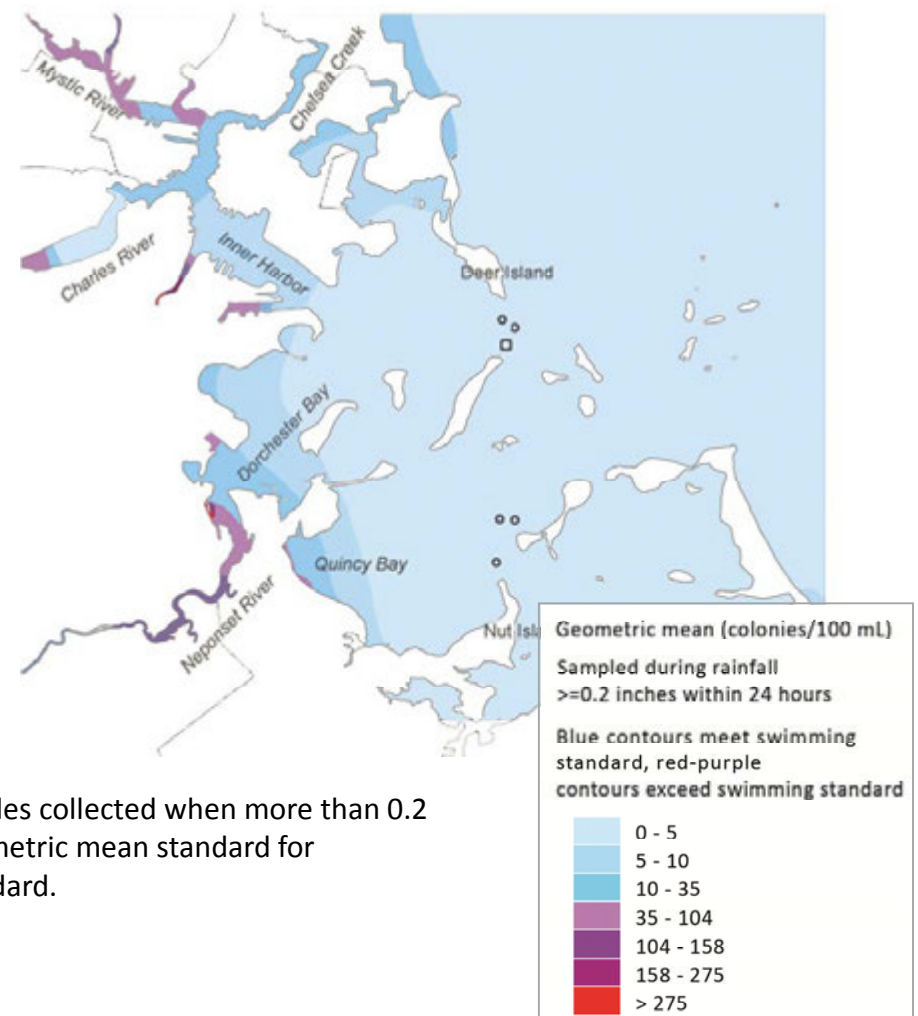 Mystic River
Chelsea Creek
Charles River
Inner Harbor
Deer Island
Dorchester Bay
Quincy Bay
Neponset River
Nut Isl
Geometric mean (colonies/100 mL)
Sampled during rainfall
>=0.2 inches within 24 hours
Blue contours meet swimming
standard, red-purple
contours exceed swimming standard
0 - 5
5 - 10
10 - 35
35 - 104
104 - 158
158 - 275
> 275
les collected when more than 0.2
metric mean standard for
dard.